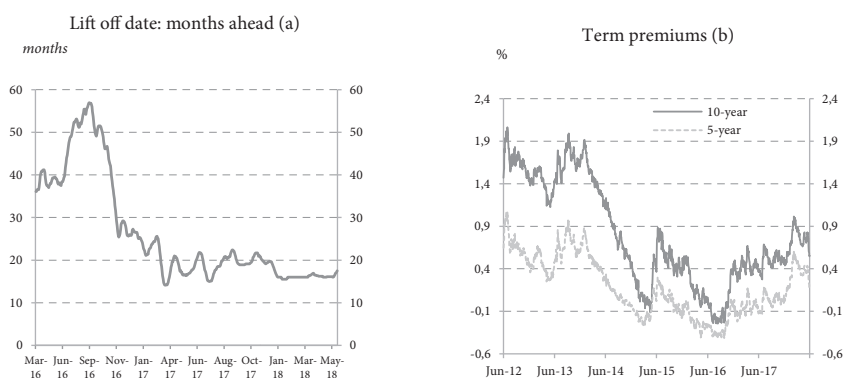 Lift off date: months ahead (a)
months
60 60
50 50
40 40
30 30
20 20
10 10
0 0
Mar-16 Jun-16 Sep-16 Nov-16 Jan-17 Apr-17 Jun-17 Aug-17 Oct-17 Jan-18 Mar-18 May-18
Term premiums (b)
%
10-year
5-year
2,4 2,4
1,9 1,9
1,4 1,4
0,9 0,9
0,4 0,4
-0,1 -0,1
-0,6 -0,6
Jun-12 Jun-13 Jun-14 Jun-15 Jun-16 Jun-17